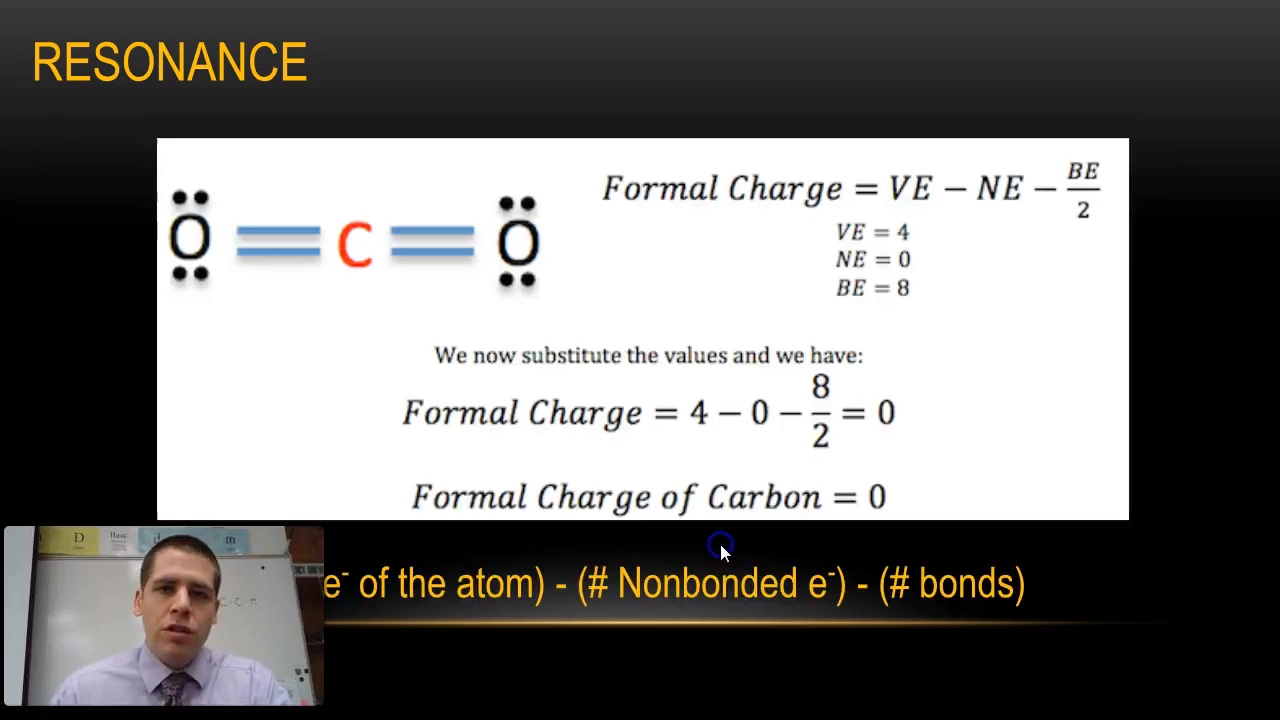 RESONANCE
O C O
Formal Charge = VE − NE − BE/2
VE = 4
NE = 0
BE = 8
We now substitute the values and we have:
Formal Charge = 4 − 0 − 8/2 = 0
Formal Charge of Carbon = 0
D m
e⁻ of the atom) - (# Nonbonded e⁻) - (# bonds)